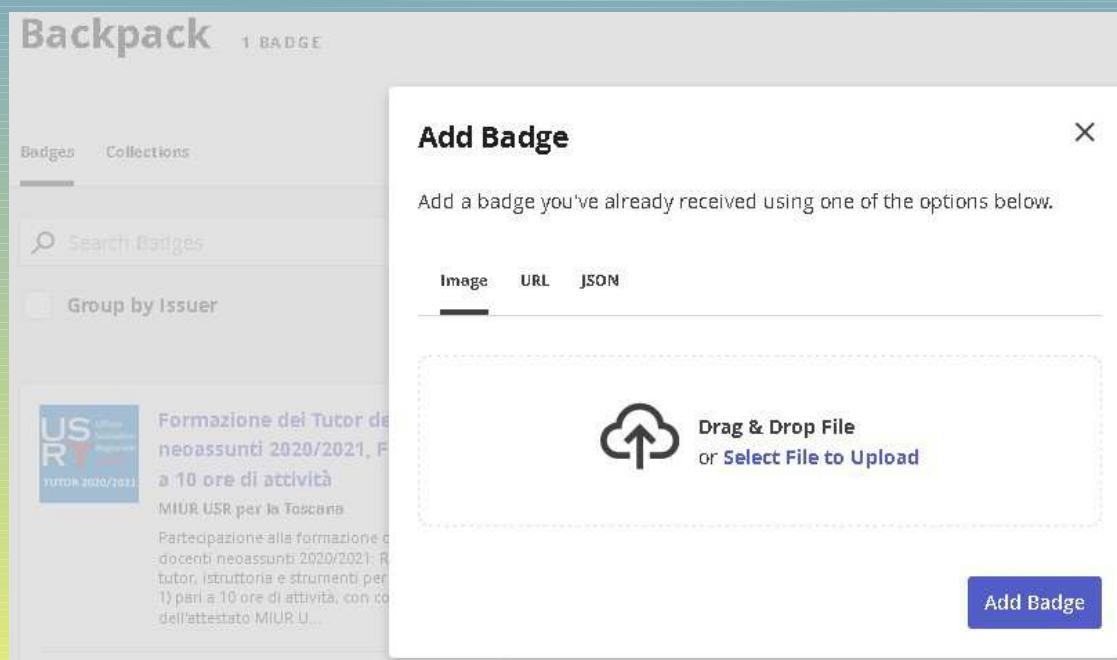 Backpack 1 BADGE
Badges Collections
Search Badges
Group by Issuer
USRT
TUTOR 2020/2021
Formazione dei Tutor de
neoassunti 2020/2021, F
a 10 ore di attività
MIUR USR per la Toscana
Partecipazione alla formazione d
docenti neoassunti 2020/2021: R
tutor, istruttoria e strumenti per
1) pari a 10 ore di attività, con co
dell'attestato MIUR U...
Add Badge
Add a badge you've already received using one of the options below.
Image URL JSON
Drag & Drop File
or Select File to Upload
Add Badge